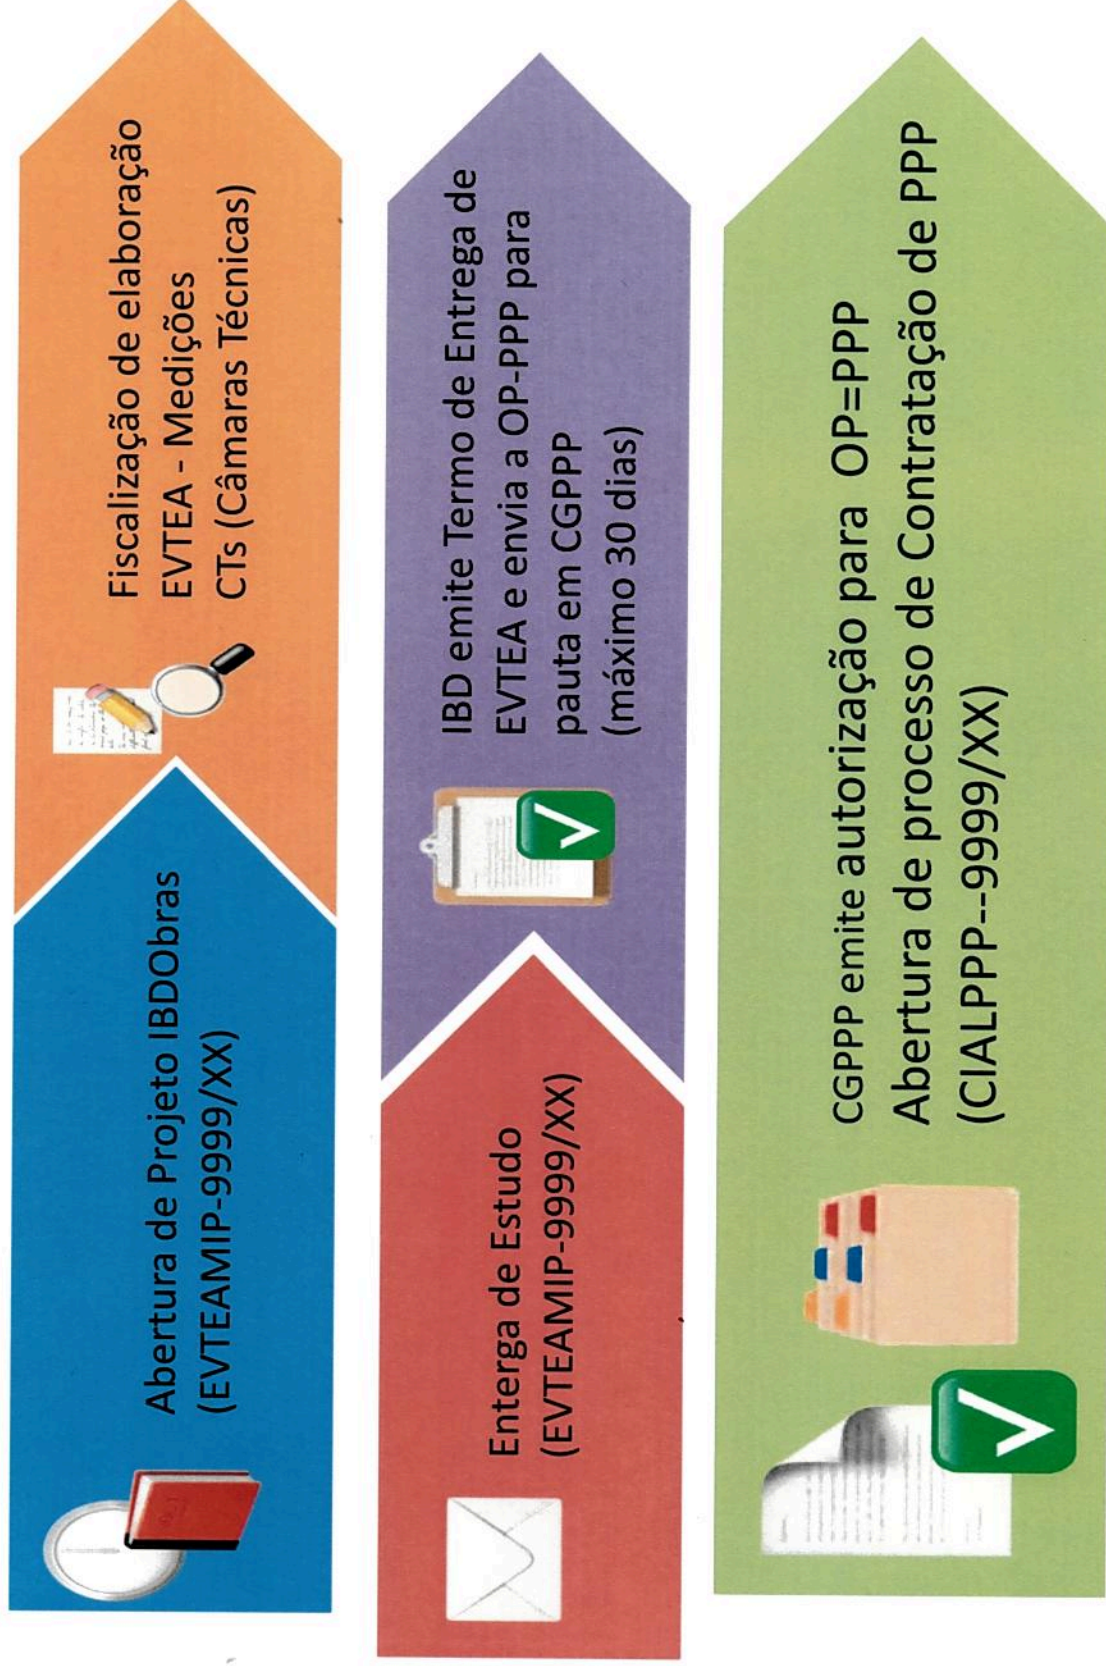 Abertura de Projeto IBDObras
(EVTEAMIP-9999/XX)
Fiscalização de elaboração
EVTEA - Medições
CTs (Câmaras Técnicas)
Enterga de Estudo
(EVTEAMIP-9999/XX)
IBD emite Termo de Entrega de
EVTEA e envia a OP-PPP para
pauta em CGPPP
(máximo 30 dias)
CGPPP emite autorização para OP=PPP
Abertura de processo de Contratação de PPP
(CIALPPP--9999/XX)